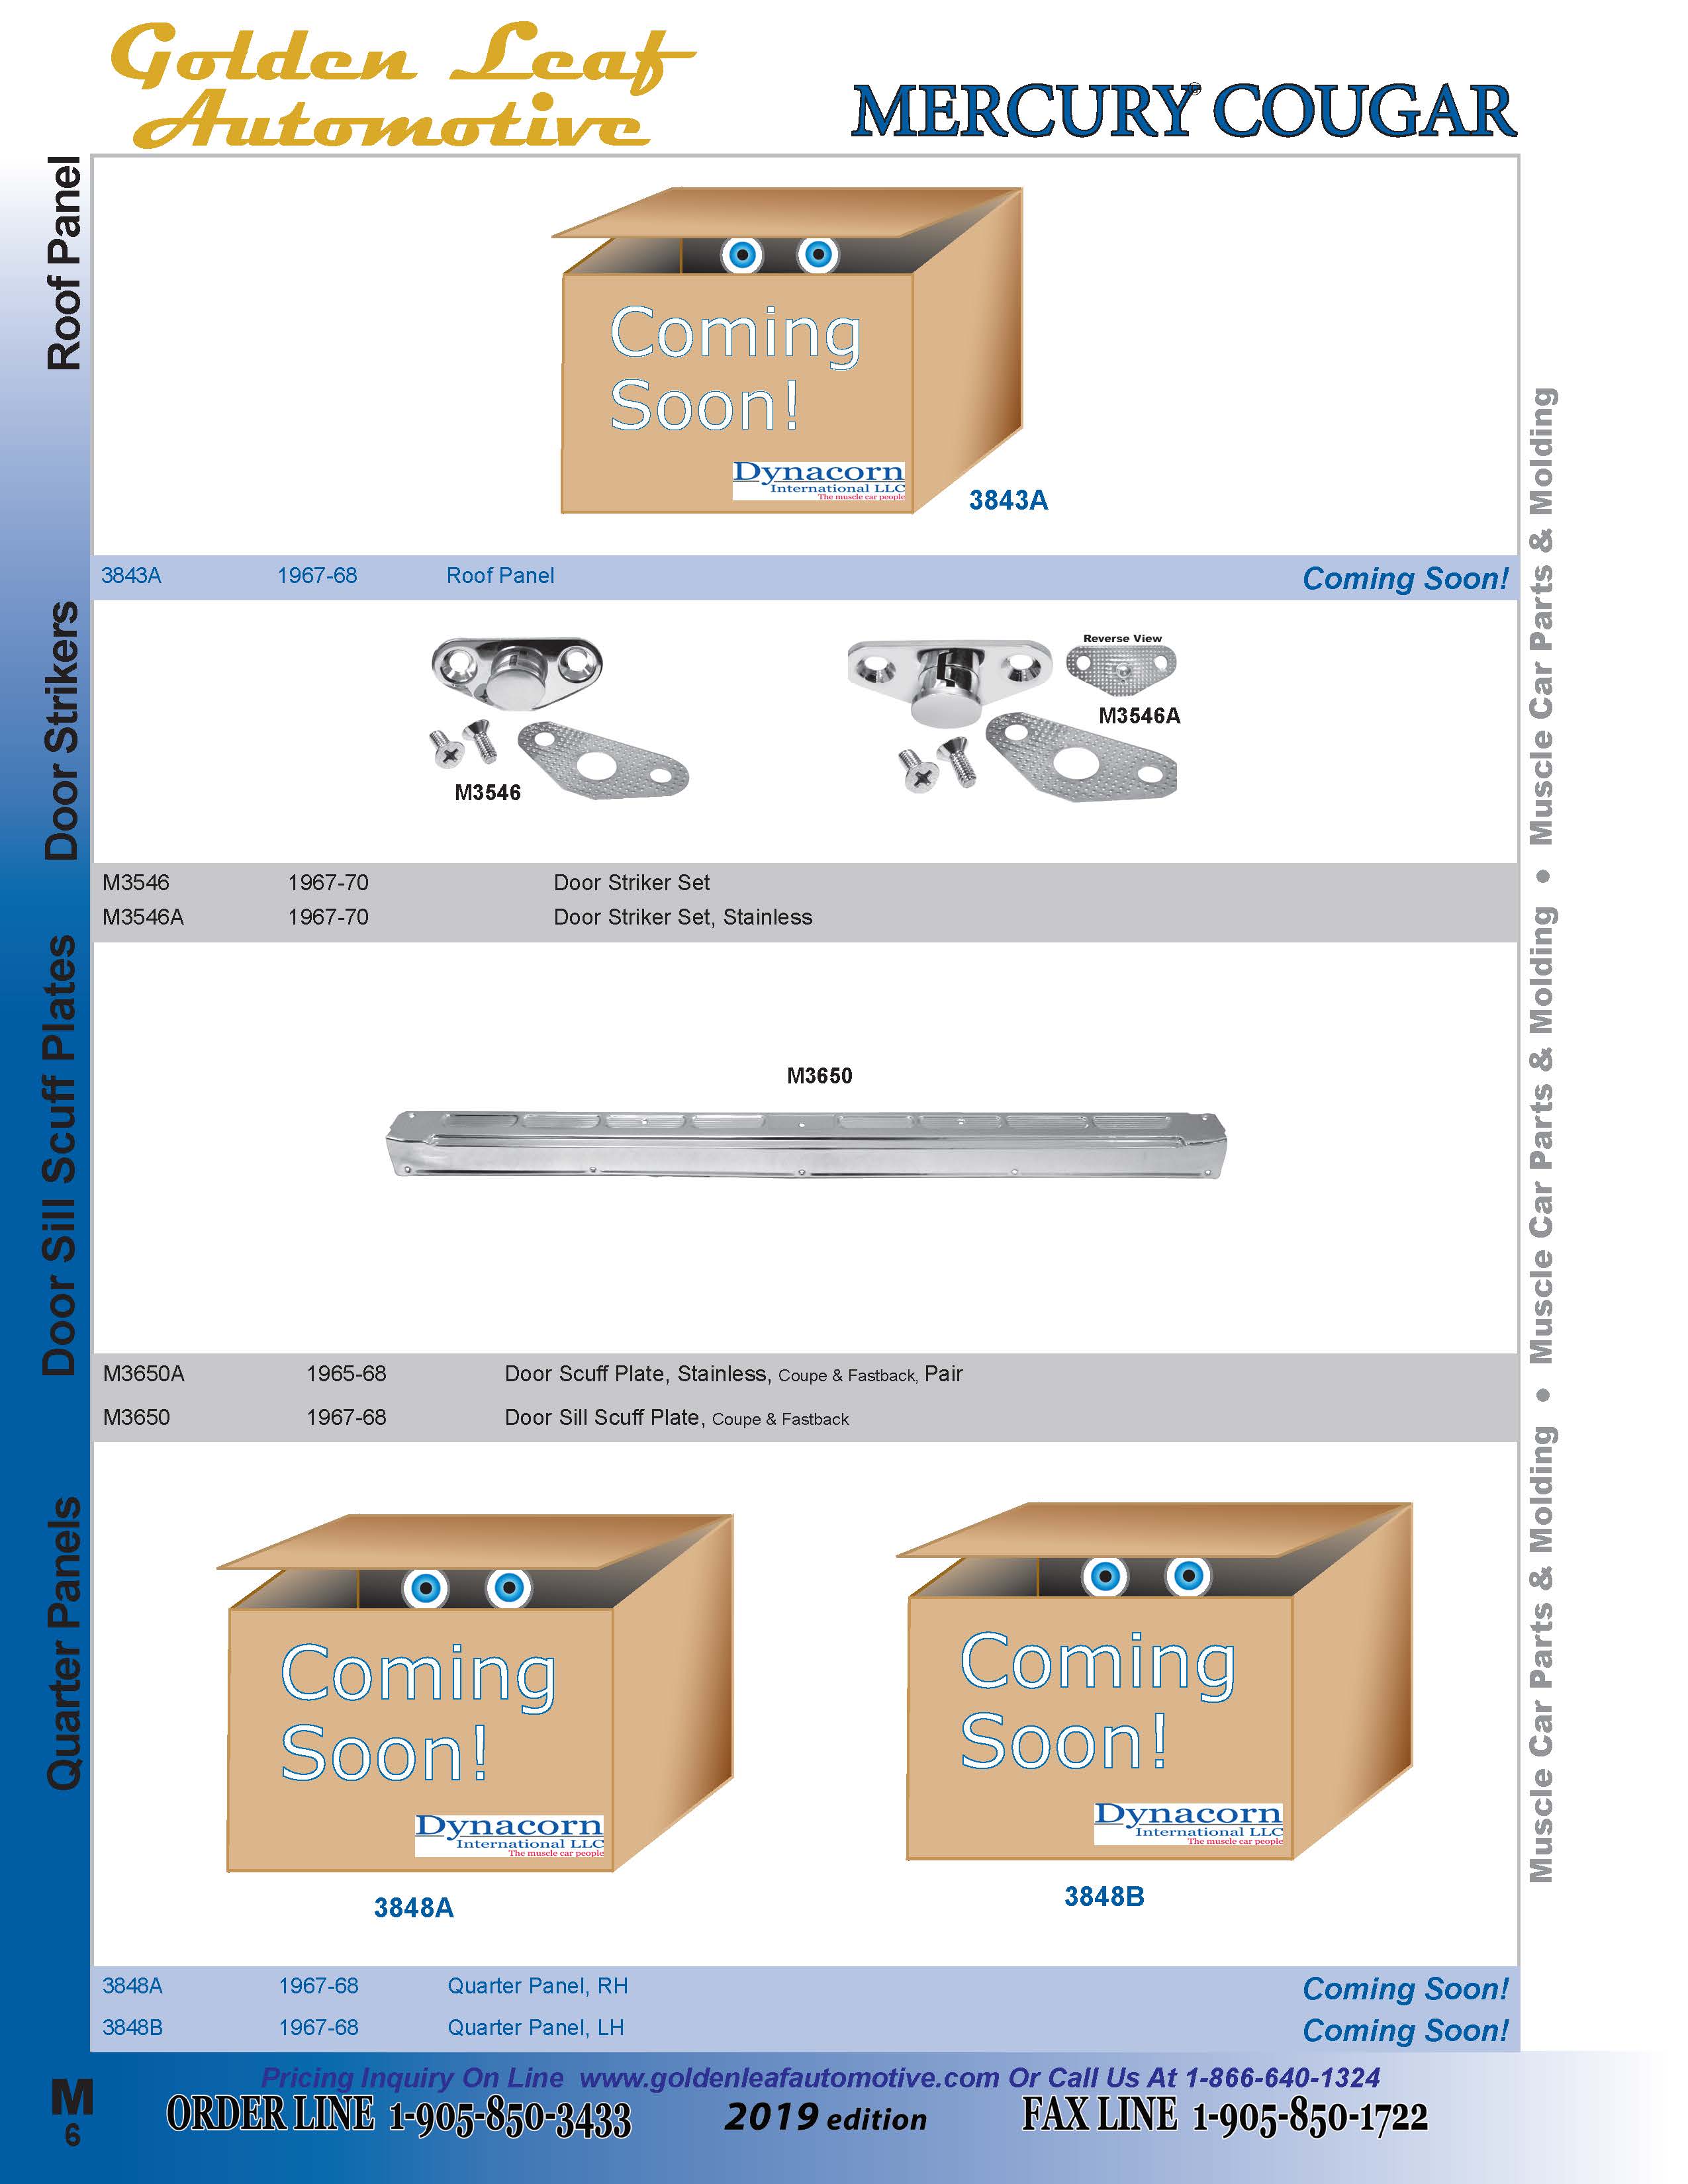 Golden Leaf
Automotive
MERCURY® COUGAR
Roof Panel
Coming
Soon!
Dynacorn
International LLC
The muscle car people
3843A
3843A 1967-68 Roof Panel Coming Soon!
Door Strikers
M3546
Reverse View
M3546A
M3546 1967-70 Door Striker Set
M3546A 1967-70 Door Striker Set, Stainless
Door Sill Scuff Plates
M3650
M3650A 1965-68 Door Scuff Plate, Stainless, Coupe & Fastback, Pair
M3650 1967-68 Door Sill Scuff Plate, Coupe & Fastback
Quarter Panels
Coming
Soon!
Dynacorn
International LLC
The muscle car people
3848A
Coming
Soon!
Dynacorn
International LLC
The muscle car people
3848B
3848A 1967-68 Quarter Panel, RH Coming Soon!
3848B 1967-68 Quarter Panel, LH Coming Soon!
Muscle Car Parts & Molding • Muscle Car Parts & Molding • Muscle Car Parts & Molding
Pricing Inquiry On Line www.goldenleafautomotive.com Or Call Us At 1-866-640-1324
M
6
ORDER LINE 1-905-850-3433 2019 edition FAX LINE 1-905-850-1722